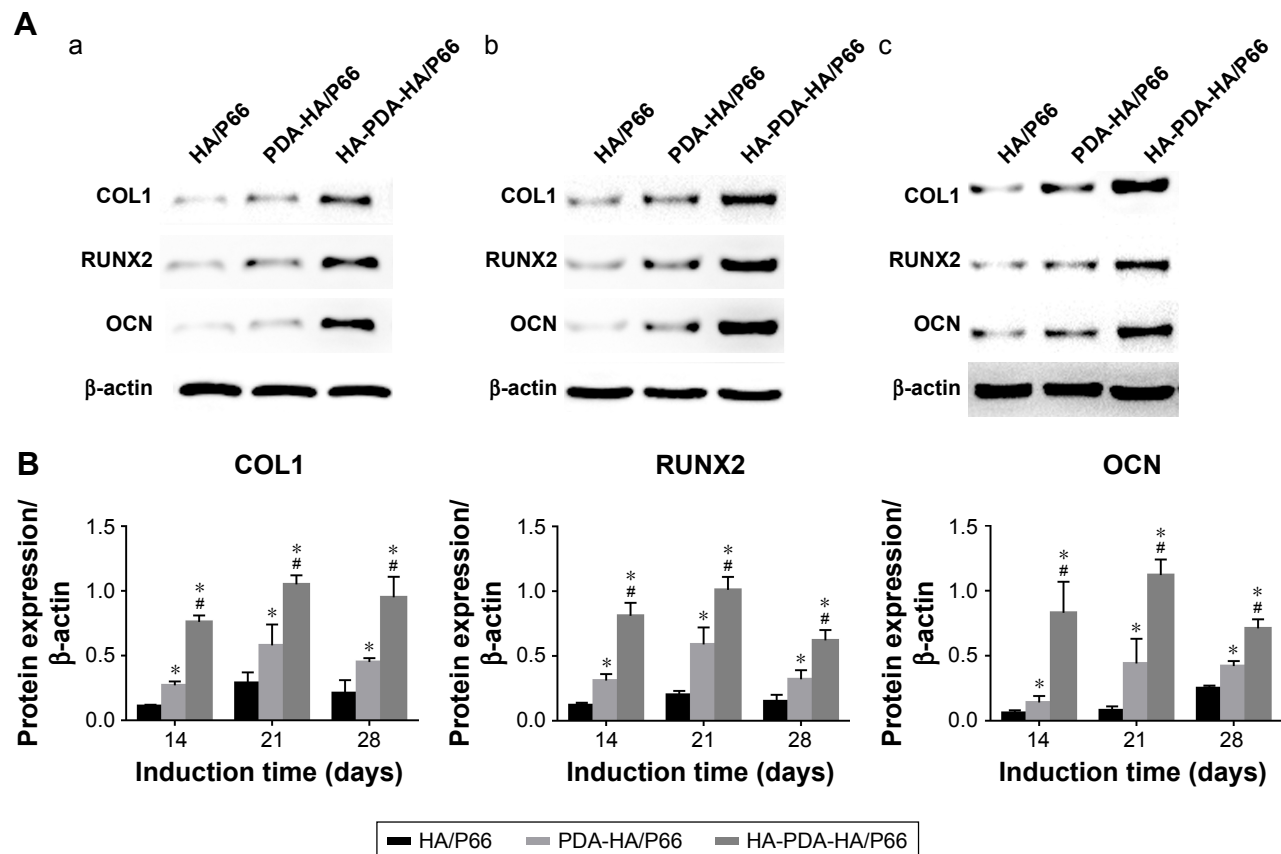 A
a
b
c
HA/P66
PDA-HA/P66
HA-PDA-HA/P66
HA/P66
PDA-HA/P66
HA-PDA-HA/P66
HA/P66
PDA-HA/P66
HA-PDA-HA/P66
COL1
COL1
COL1
RUNX2
RUNX2
RUNX2
OCN
OCN
OCN
β-actin
β-actin
β-actin
B
COL1
Protein expression/
β-actin
1.5
1.0
0.5
0.0
*
*
#
*
*
#
*
*
#
14 21 28
Induction time (days)
RUNX2
Protein expression/
β-actin
1.5
1.0
0.5
0.0
*
*
#
*
*
#
*
*
#
14 21 28
Induction time (days)
OCN
Protein expression/
β-actin
1.5
1.0
0.5
0.0
*
*
#
*
*
#
*
*
#
14 21 28
Induction time (days)
HA/P66 PDA-HA/P66 HA-PDA-HA/P66